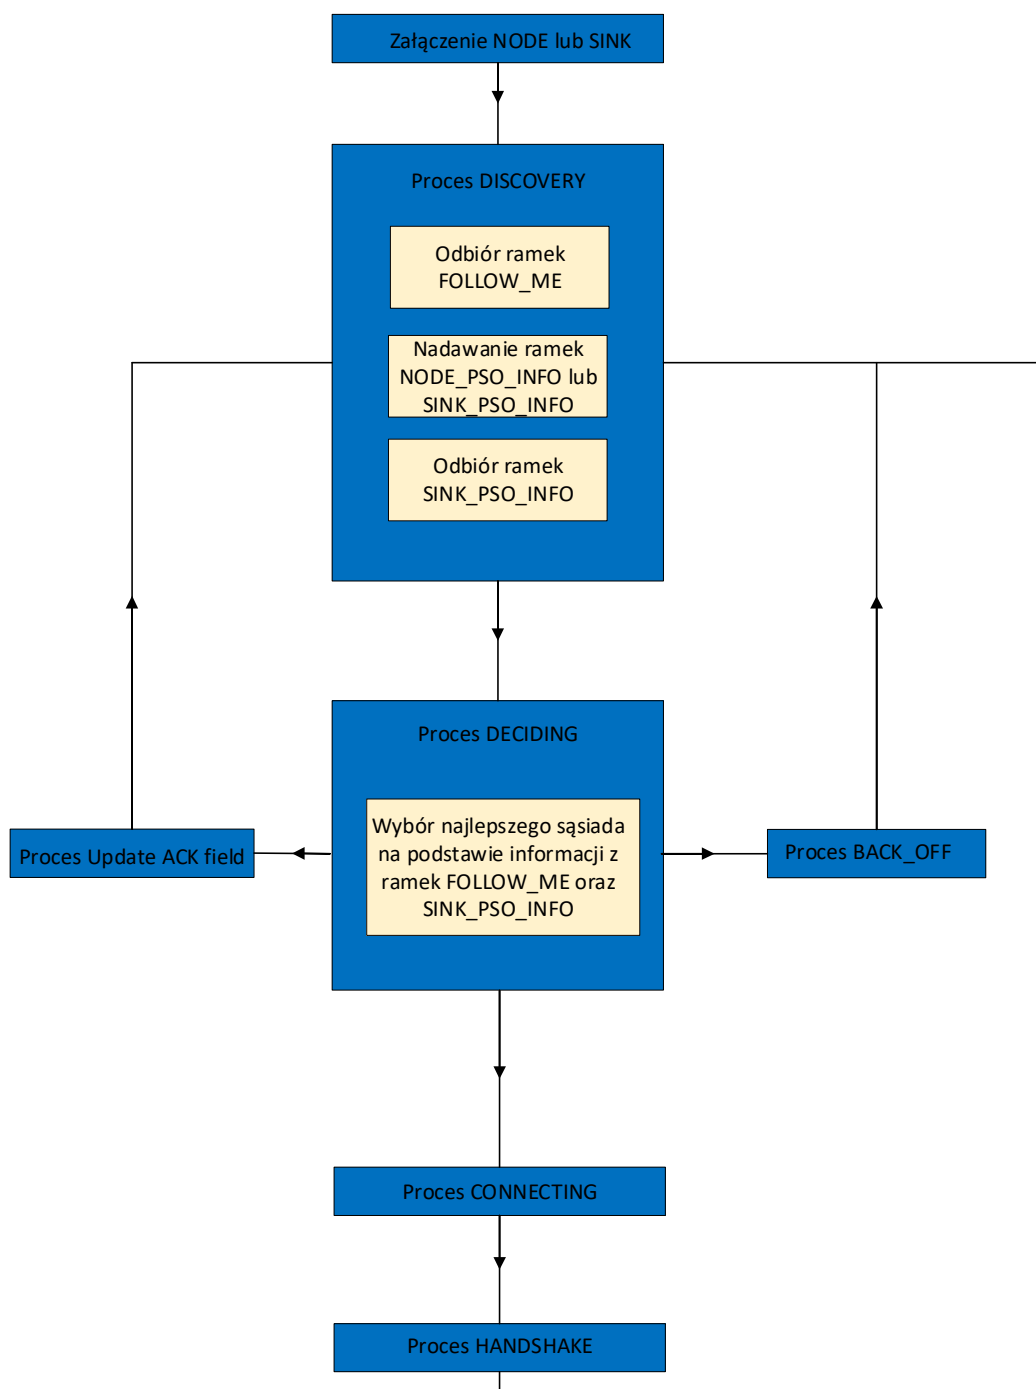 Załączenie NODE lub SINK
Proces DISCOVERY
Odbiór ramek
FOLLOW_ME
Nadawanie ramek
NODE_PSO_INFO lub
SINK_PSO_INFO
Odbiór ramek
SINK_PSO_INFO
Proces DECIDING
Wybór najlepszego sąsiada
na podstawie informacji z
ramek FOLLOW_ME oraz
SINK_PSO_INFO
Proces Update ACK field
Proces BACK_OFF
Proces CONNECTING
Proces HANDSHAKE